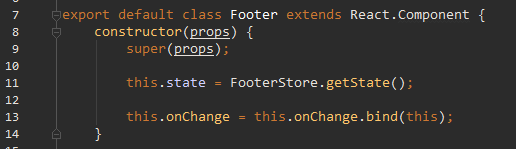 7 export default class Footer extends React.Component {
8 constructor(props) {
9 super(props);
10
11 this.state = FooterStore.getState();
12
13 this.onChange = this.onChange.bind(this);
14 }